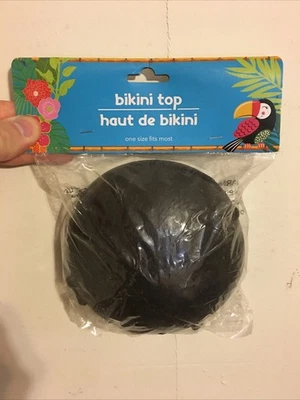 bikini top
haut de bikini
one size fits most